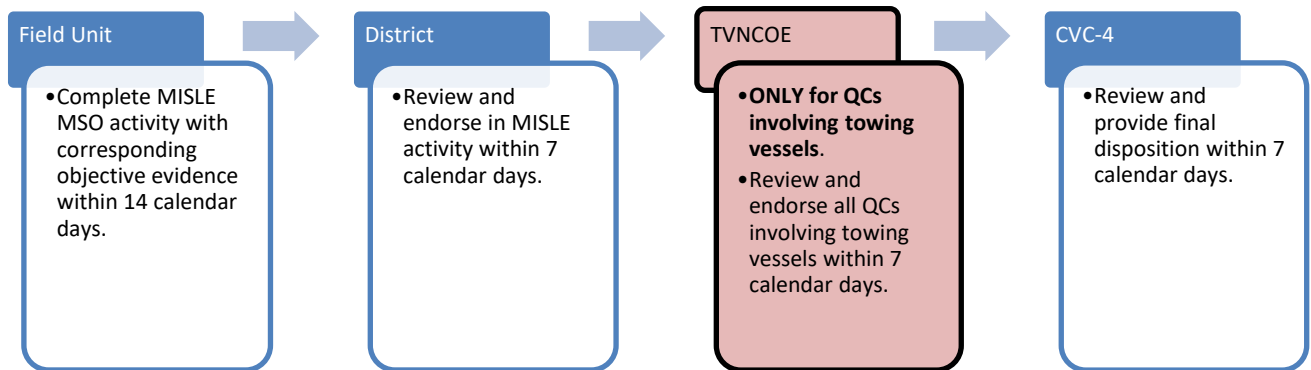 Field Unit
•Complete MISLE
MSO activity with
corresponding
objective evidence
within 14 calendar
days.
District
•Review and
endorse in MISLE
activity within 7
calendar days.
TVNCOE
•ONLY for QCs
involving towing
vessels.
•Review and
endorse all QCs
involving towing
vessels within 7
calendar days.
CVC-4
•Review and
provide final
disposition within 7
calendar days.